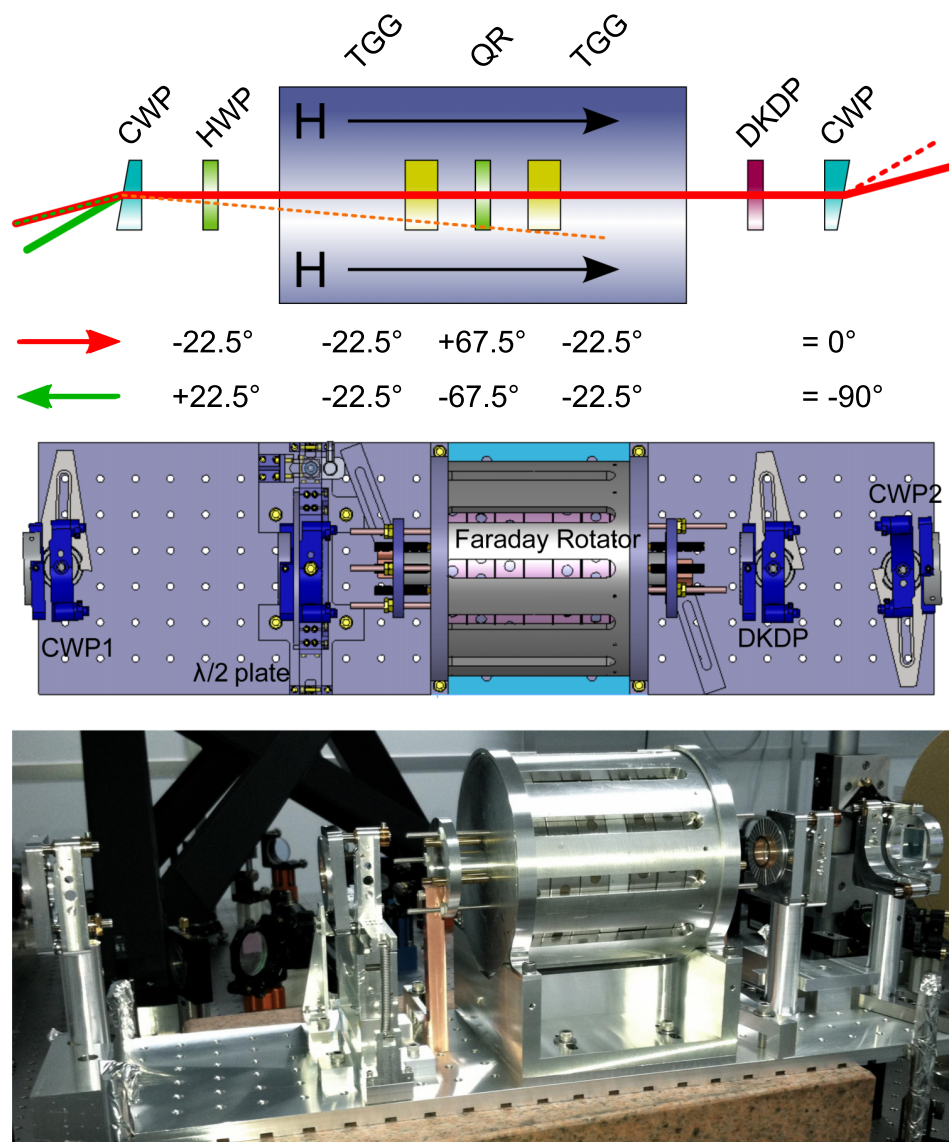 TGG QR TGG
CWP HWP DKDP CWP
H
H
-22.5° -22.5° +67.5° -22.5° = 0°
+22.5° -22.5° -67.5° -22.5° = -90°
CWP2
Faraday Rotator
CWP1 DKDP
λ/2 plate